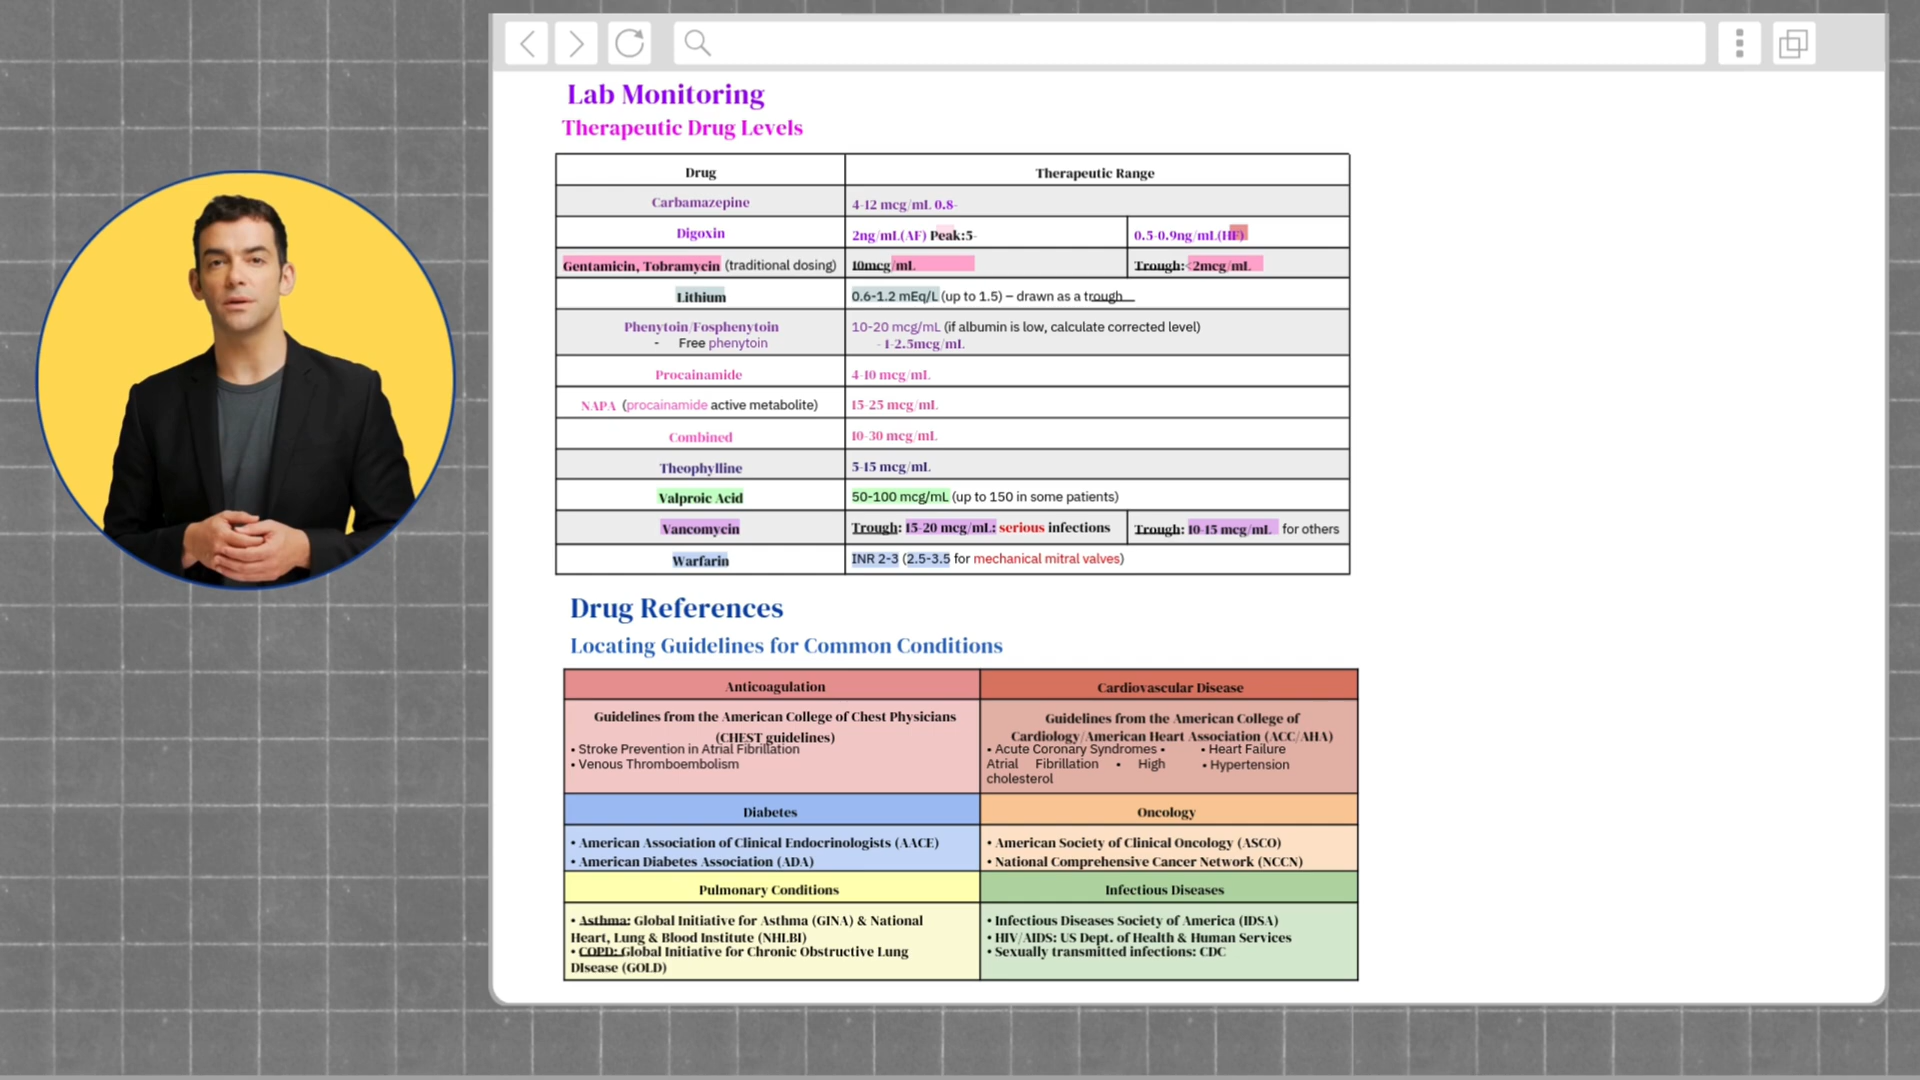 Lab Monitoring
Therapeutic Drug Levels
Drug Therapeutic Range
Carbamazepine 4-12 mcg/mL 0.8-
Digoxin 2ng/mL(AF) Peak:5- 0.5-0.9ng/mL(HF)
Gentamicin, Tobramycin (traditional dosing) 10mcg/mL Trough:<2mcg/mL
Lithium 0.6-1.2 mEq/L (up to 1.5) – drawn as a trough
Phenytoin/Fosphenytoin 10-20 mcg/mL (if albumin is low, calculate corrected level)
- Free phenytoin - 1-2.5mcg/mL
Procainamide 4-10 mcg/mL
NAPA (procainamide active metabolite) 15-25 mcg/mL
Combined 10-30 mcg/mL
Theophylline 5-15 mcg/mL
Valproic Acid 50-100 mcg/mL (up to 150 in some patients)
Vancomycin Trough: 15-20 mcg/mL: serious infections Trough: 10-15 mcg/mL for others
Warfarin INR 2-3 (2.5-3.5 for mechanical mitral valves)
Drug References
Locating Guidelines for Common Conditions
Anticoagulation
Guidelines from the American College of Chest Physicians
(CHEST guidelines)
• Stroke Prevention in Atrial Fibrillation
• Venous Thromboembolism
Cardiovascular Disease
Guidelines from the American College of
Cardiology/American Heart Association (ACC/AHA)
• Acute Coronary Syndromes • • Heart Failure
Atrial Fibrillation • High • Hypertension
cholesterol
Diabetes
• American Association of Clinical Endocrinologists (AACE)
• American Diabetes Association (ADA)
Oncology
• American Society of Clinical Oncology (ASCO)
• National Comprehensive Cancer Network (NCCN)
Pulmonary Conditions
• Asthma: Global Initiative for Asthma (GINA) & National
Heart, Lung & Blood Institute (NHLBI)
• COPD: Global Initiative for Chronic Obstructive Lung
DIsease (GOLD)
Infectious Diseases
• Infectious Diseases Society of America (IDSA)
• HIV/AIDS: US Dept. of Health & Human Services
• Sexually transmitted infections: CDC